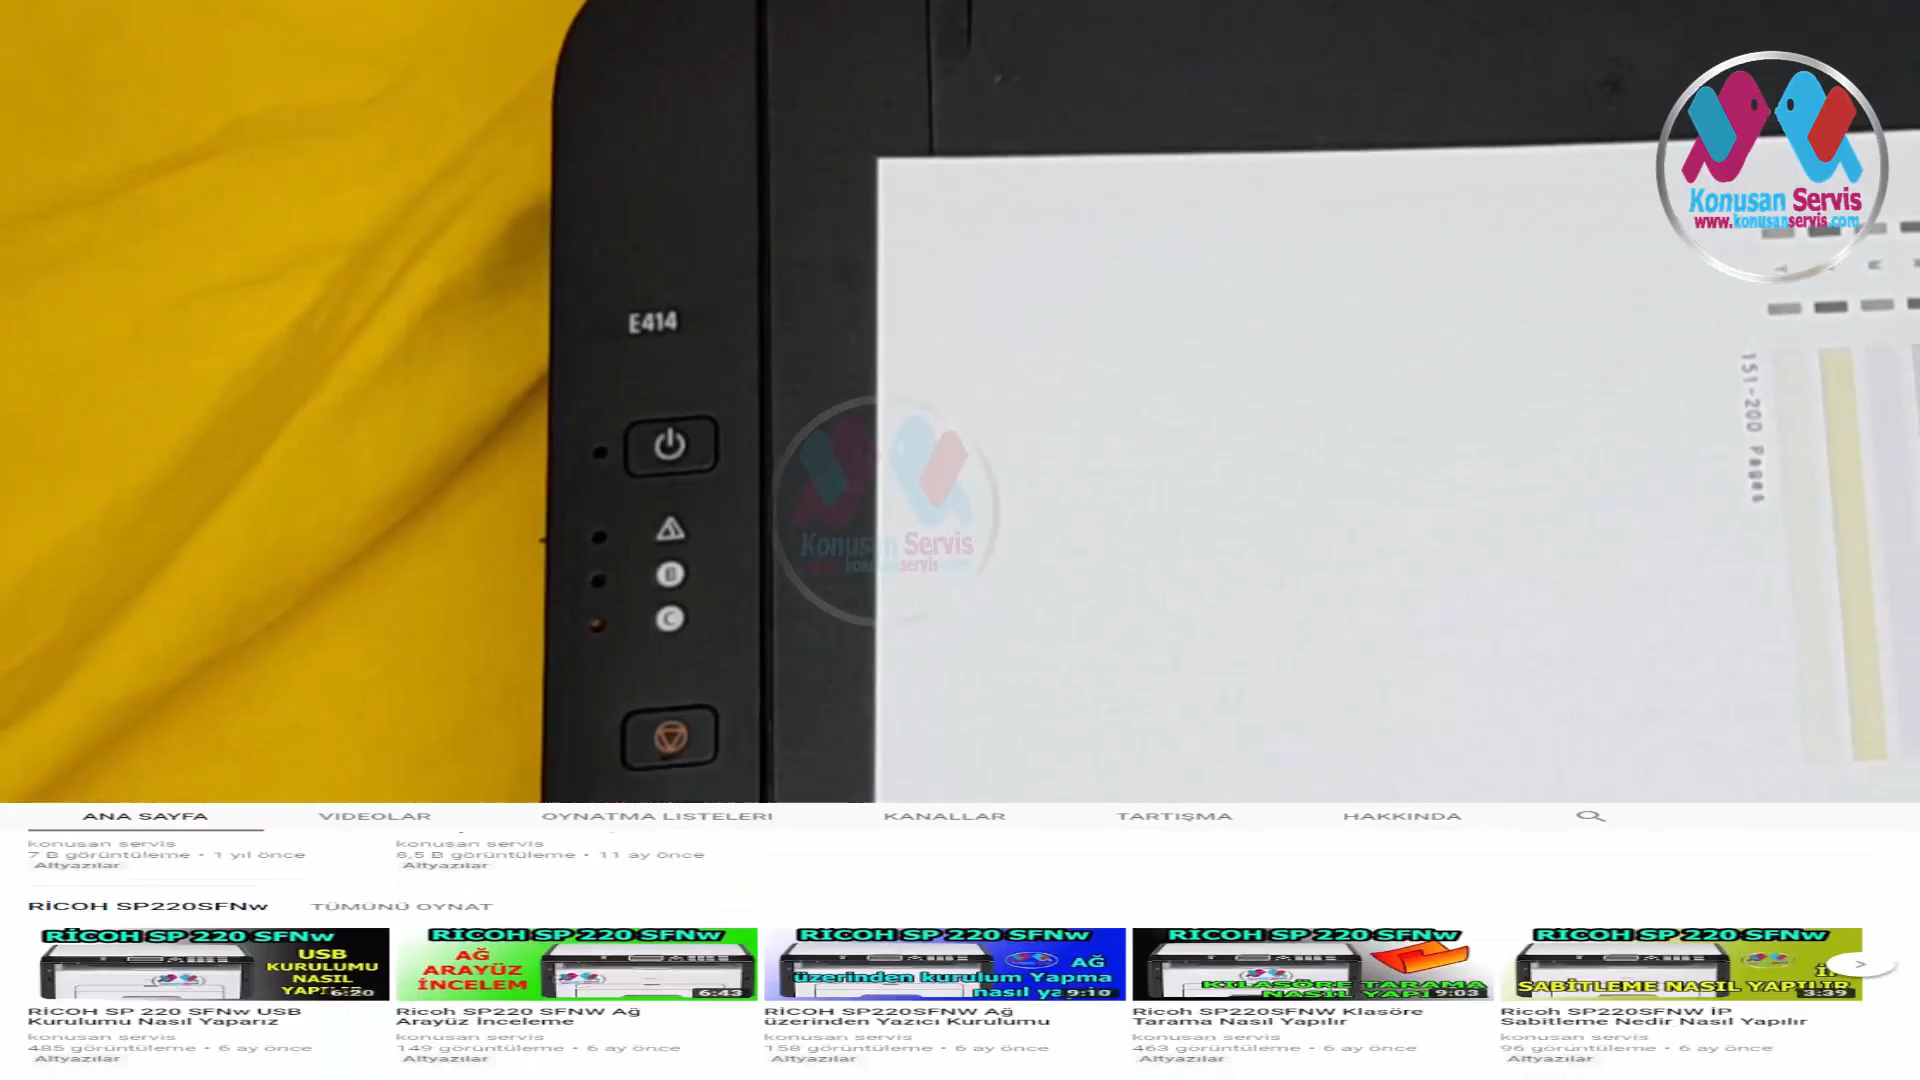 Konusan Servis
www.konusanservis.com
E414
B
C
Konusan Servis
151-200 Pages
ANA SAYFA
VIDEOLAR
OYNATMA LISTELERI
KANALLAR
TARTIŞMA
HAKKINDA
konusan servis
7 B görüntüleme • 1 yıl önce
Altyazılar
konusan servis
8,5 B görüntüleme • 11 ay önce
Altyazılar
RİCOH SP220SFNw
TÜMÜNÜ OYNAT
RİCOH SP 220 SFNw
USB
KURULUMU
NASIL
6:20
RİCOH SP 220 SFNw USB
Kurulumu Nasıl Yaparız
konusan servis
485 görüntüleme • 6 ay önce
Altyazılar
RİCOH SP 220 SFNw
AĞ
ARAYÜZ
İNCELEM
6:43
Ricoh SP220 SFNW Ağ
Arayüz İnceleme
konusan servis
149 görüntüleme • 6 ay önce
Altyazılar
RİCOH SP 220 SFNw
AĞ
üzerinden kurulum Yapma
nasıl ya
9:10
RİCOH SP220SFNW Ağ
üzerinden Yazıcı Kurulumu
konusan servis
158 görüntüleme • 6 ay önce
Altyazılar
RİCOH SP 220 SFNw
KLASÖRE TARAMA
NASIL YAPI
9:03
Ricoh SP220SFNW Klasöre
Tarama Nasıl Yapılır
konusan servis
463 görüntüleme • 6 ay önce
Altyazılar
RİCOH SP 220 SFNw
SABİTLEME NASIL YAPILIR
3:39
Ricoh SP220SFNW İP
Sabitleme Nedir Nasıl Yapılır
konusan servis
96 görüntüleme • 6 ay önce
Altyazılar